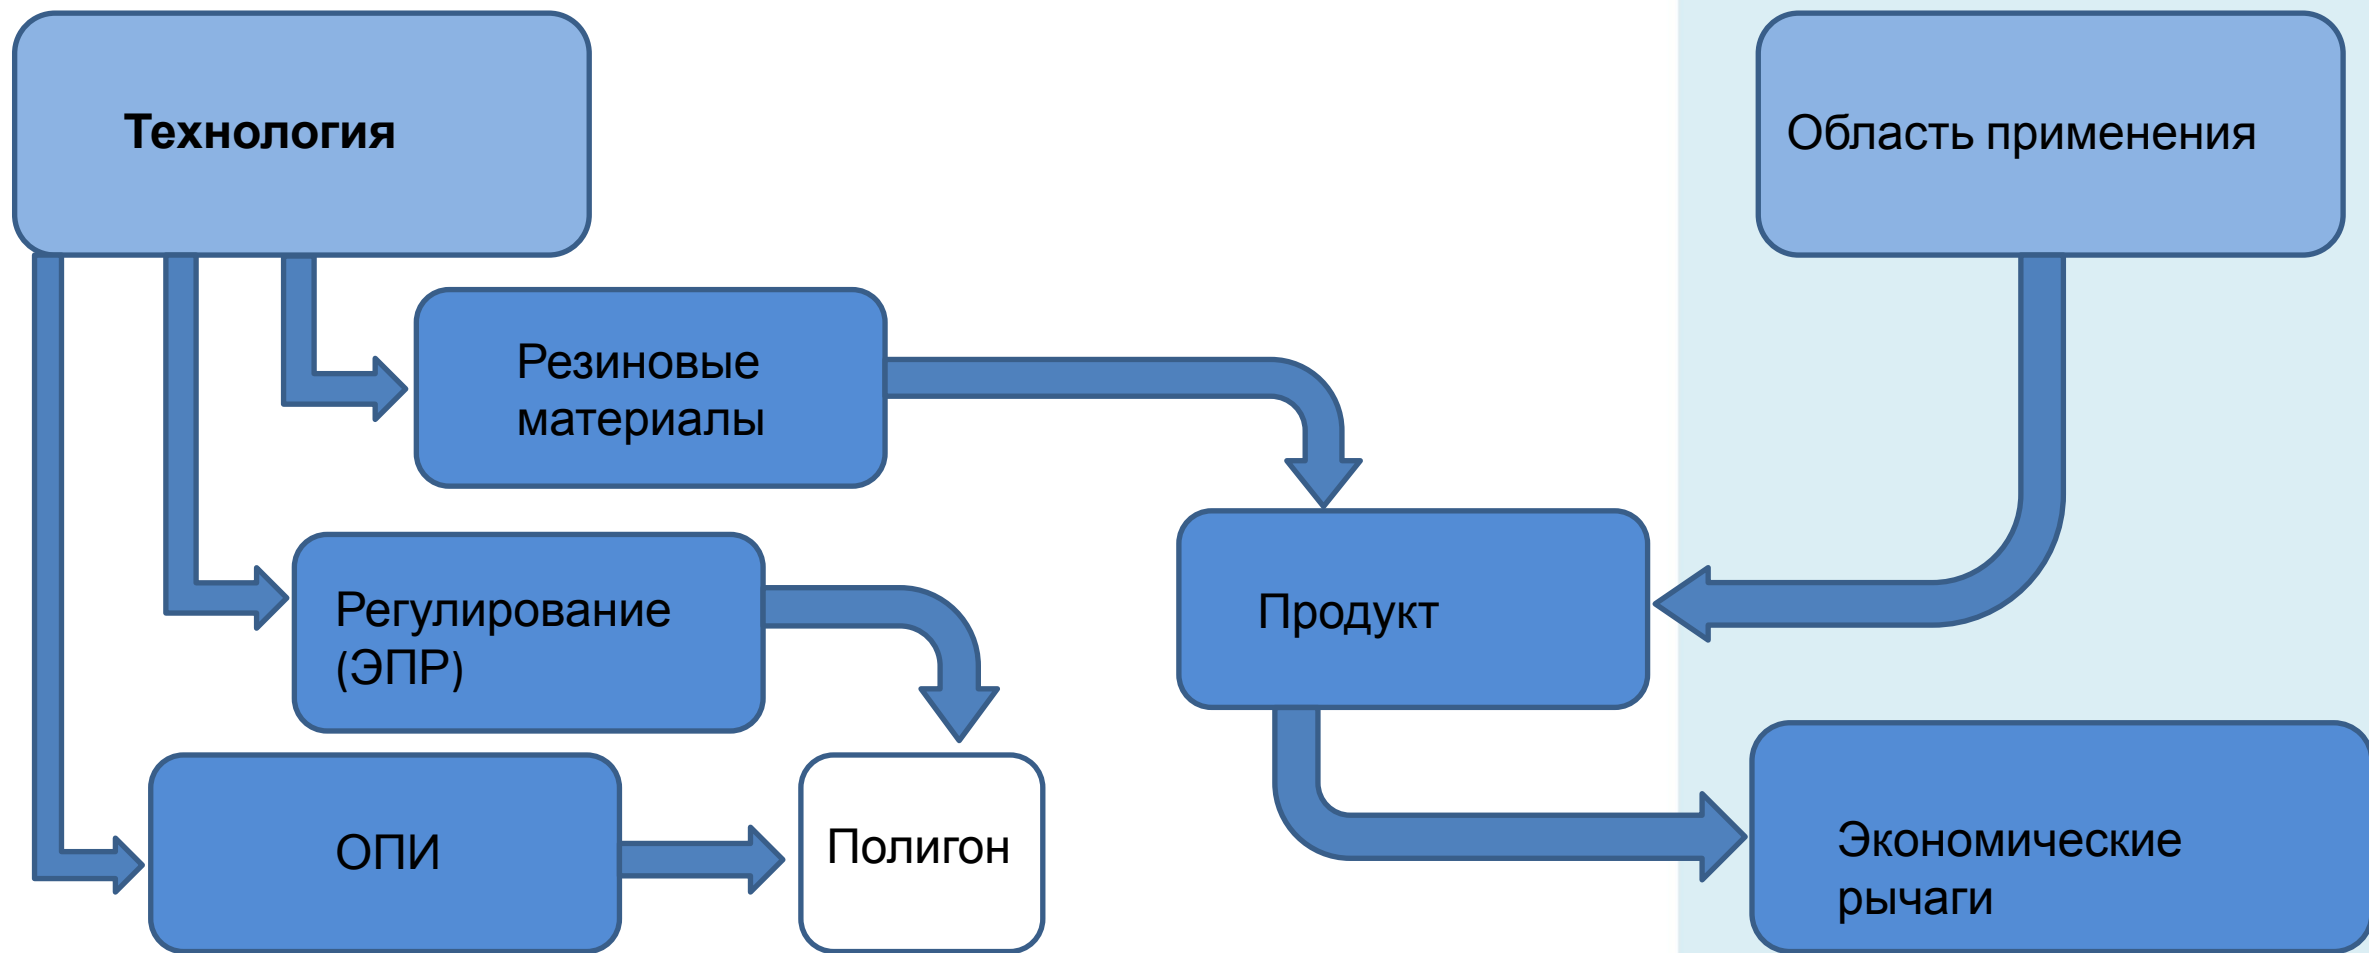 Технология
Область применения
Резиновые
материалы
Регулирование
(ЭПР)
Продукт
ОПИ
Полигон
Экономические
рычаги